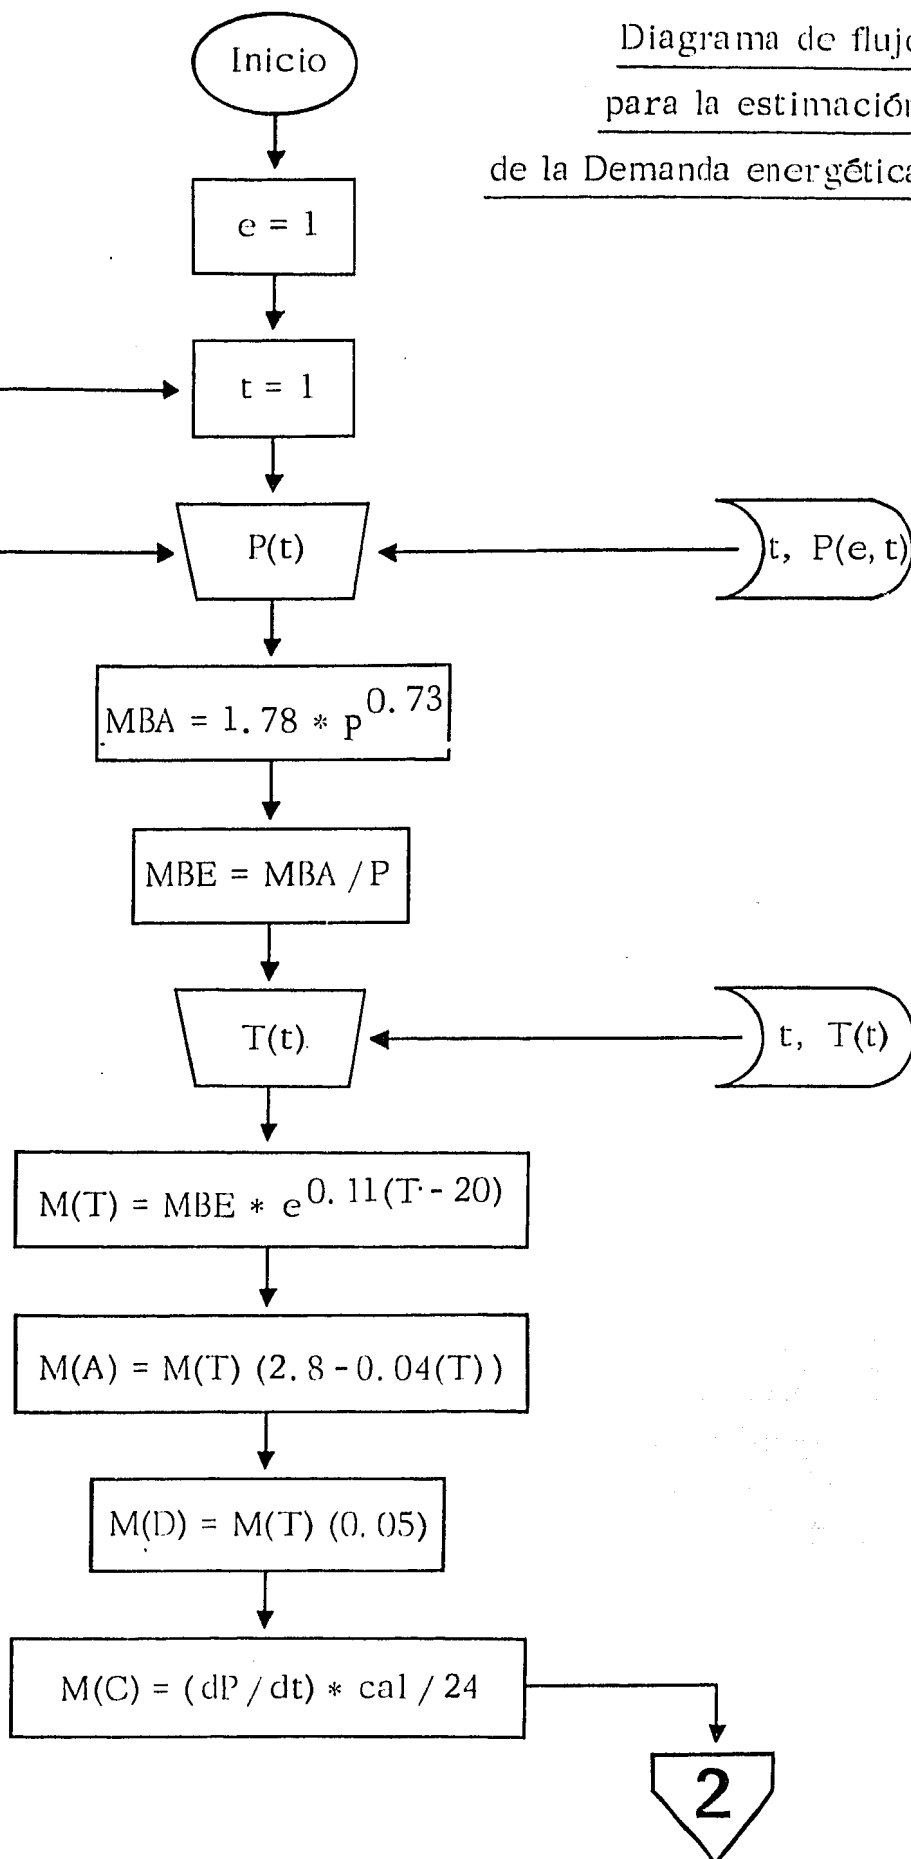 Diagrama de flujo
para la estimación
de la Demanda energética
Inicio
e = 1
t = 1
P(t)
t, P(e, t)
MBA = 1.78 * p^0.73
MBE = MBA / P
T(t)
t, T(t)
M(T) = MBE * e^0.11(T - 20)
M(A) = M(T) (2.8 - 0.04(T))
M(D) = M(T) (0.05)
M(C) = (dP/dt) * cal / 24
2